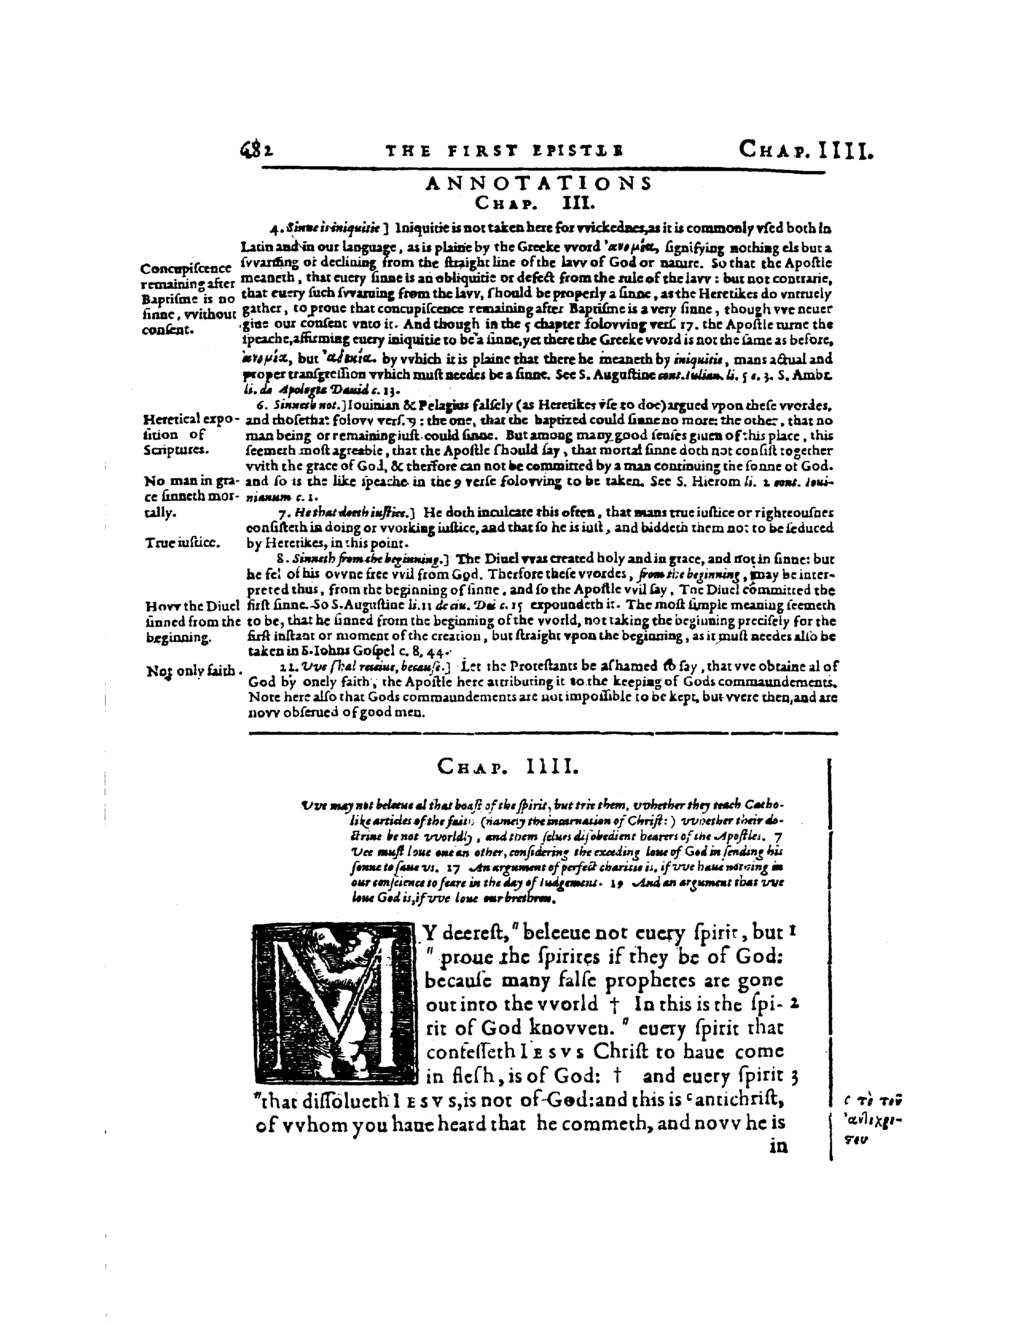 682 THE FIRST EPISTLE CHAP. IIII.
ANNOTATIONS
CHAP. III.
4. Sinne is iniquitie ] Iniquitie is not taken here for vvickednes, as it is commonly vſed both in
Latin and in our language, as is plaine by the Greeke vvord 'ανομία, ſignifying nothing els but a
ſvvaruing or declining from the ſtraight line of the lavv of God or nature. So that the Apoſtle
meaneth, that euery ſinne is an obliquitie or defect from the rule of the lavv : but not contrarie,
that euery ſuch ſvvaruing from the lavv, ſhould be properly a ſinne, as the Heretikes do vntruely
gather, to proue that concupiſcence remaining after Baptiſme is a very ſinne, though vve neuer
giue our conſent vnto it. And though in the 5 chapter folovving verſ. 17. the Apoſtle turne the
ſpeache, affirming euery iniquitie to be a ſinne, yet there the Greeke vvord is not the ſame as before,
ἀνομία, but 'αδικία. by vvhich it is plaine that there he meaneth by iniquitie, mans actual and
proper tranſgreſſion vvhich muſt needes be a ſinne. See S. Auguſtine cont. Iulian. li. 5 c. 3. S. Ambr.
li. de Apologia Dauid c. 13.
Concupiſcence
remaining after
Baptiſme is no
ſinne, vvithout
conſent.
6. Sinneth not.] Iouinian & Pelagius falſely (as Heretikes vſe to doe) argued vpon theſe vvordes,
and thoſe that folovv verſ. 9 : the one, that the baptized could ſinne no more: the other, that no
man being or remaining iuſt could ſinne. But among many good ſenſes giuen of this place, this
ſeemeth moſt agreable, that the Apoſtle ſhould ſay, that mortal ſinne doth not conſiſt together
vvith the grace of God, & therfore can not be committed by a man continuing the ſonne of God.
and ſo is the like ſpeache in the 9 verſe folovving to be taken. See S. Hierom li. 2 cont. Ioui-
nianum c. 1.
Heretical expo-
ſition of
Scriptures.
No man in gra-
ce ſinneth mor-
tally.
7. He that doeth iuſtice.] He doth inculcate this often, that mans true iuſtice or righteouſnes
conſiſteth in doing or vvorking iuſtice, and that ſo he is iuſt, and biddeth them not to be ſeduced
by Heretikes, in this point.
True iuſtice.
8. Sinneth from the beginning.] The Diuel vvas created holy and in grace, and not in ſinne: but
he fel of his ovvne free vvil from God. Therfore theſe vvordes, from the beginning, may be inter-
preted thus, from the beginning of ſinne, and ſo the Apoſtle vvil ſay, The Diuel committed the
firſt ſinne. So S. Auguſtine li. 11 de ciu. Dei c. 15 expoundeth it. The moſt ſimple meaning ſeemeth
to be, that he ſinned from the beginning of the vvorld, not taking the beginning preciſely for the
firſt inſtant or moment of the creation, but ſtraight vpon the beginning, as it muſt needes alſo be
taken in S. Iohns Goſpel c. 8, 44.
Hovv the Diuel
ſinned from the
beginning.
22. Vve ſhal receiue, becauſe.] Let the Proteſtants be aſhamed to ſay, that vve obtaine al of
God by onely faith, the Apoſtle here attributing it to the keeping of Gods commaundements.
Note here alſo that Gods commaundements are not impoſſible to be kept, but vvere then, and are
novv obſerued of good men.
Not only faith.
CHAP. IIII.
Vve may not beleeue al that boaſt of the ſpirit, but trie them, vvhether they teach Catho-
like articles of the faith (namely the incarnation of Chriſt:) vvhether their do-
ctrine be not vvorldly, and them ſelues diſobedient hearers of the Apoſtles. 7
Vve muſt loue one an other, conſidering the exceding loue of God in ſending his
ſonne to ſaue vs. 17 An argument of perfect charitie is, if vve haue nothing in
our conſcience to feare in the day of Iudgement. 19 And an argument that vve
loue God is, if vve loue our brethren.
MY deereſt, " beleeue not euery ſpirit, but 1
" proue the ſpirites if they be of God:
becauſe many falſe prophetes are gone
out into the vvorld † In this is the ſpi- 2
rit of God knovven. " euery ſpirit that
confeſſeth IESVS Chriſt to haue come
in fleſh, is of God: † and euery ſpirit 3
"that diſſolueth IESVS, is not of God: and this is ᶜantichriſt,
of vvhom you haue heard that he commeth, and novv he is
in
c τὸ τοῦ
'αντιχρί-
στου